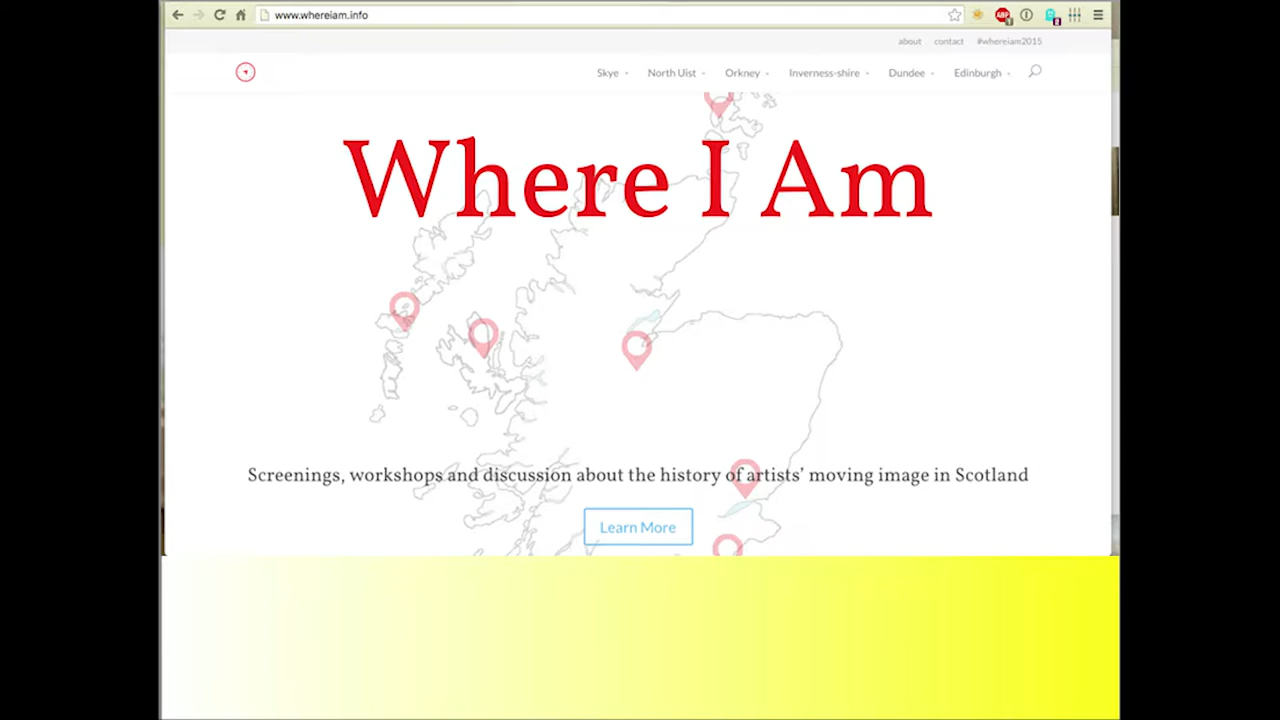 www.whereiam.info
ABP
about contact #whereiam2015
Skye North Uist Orkney Inverness-shire Dundee Edinburgh
Where I Am
Screenings, workshops and discussion about the history of artists’ moving image in Scotland
Learn More